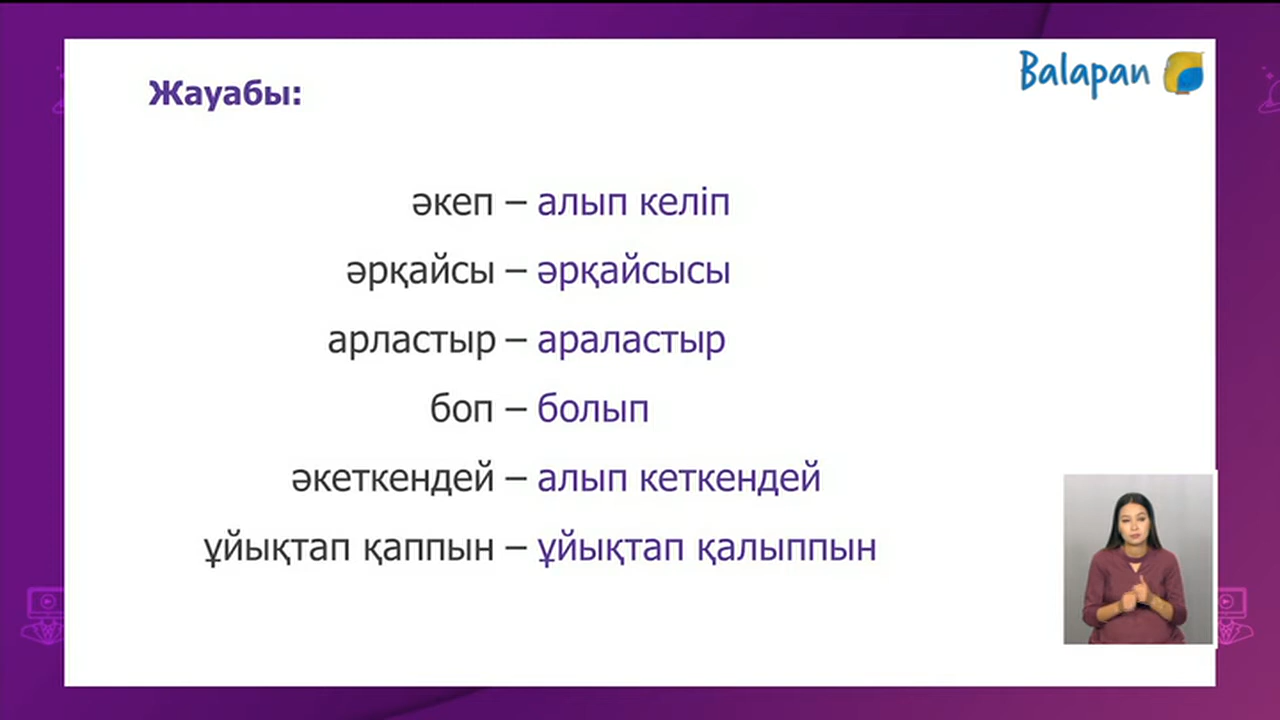 Balapan
Жауабы:
әкеп – алып келіп
әрқайсы – әрқайсысы
арластыр – араластыр
боп – болып
әкеткендей – алып кеткендей
ұйықтап қаппын – ұйықтап қалыппын